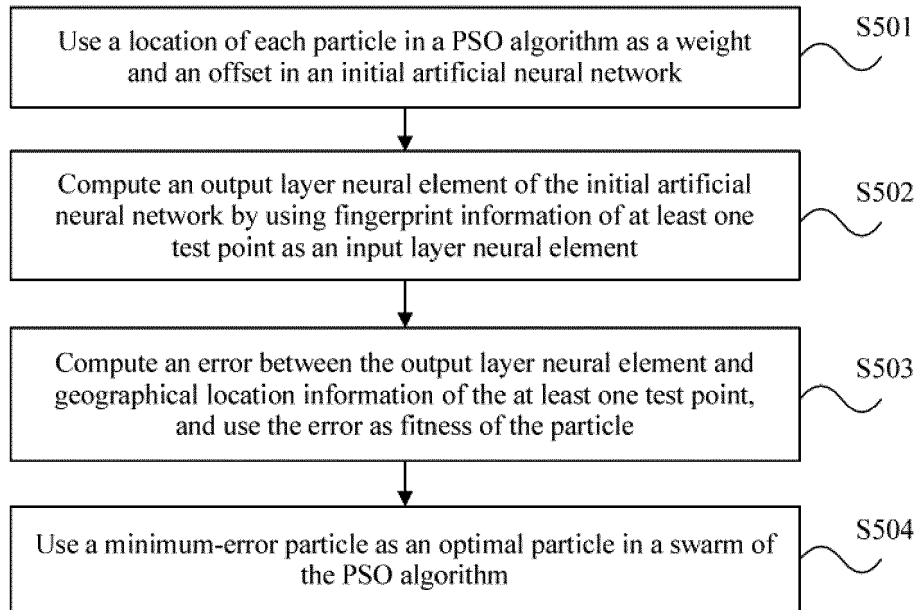 Use a location of each particle in a PSO algorithm as a weight
and an offset in an initial artificial neural network
S501
Compute an output layer neural element of the initial artificial
neural network by using fingerprint information of at least one
test point as an input layer neural element
S502
Compute an error between the output layer neural element and
geographical location information of the at least one test point,
and use the error as fitness of the particle
S503
Use a minimum-error particle as an optimal particle in a swarm of
the PSO algorithm
S504